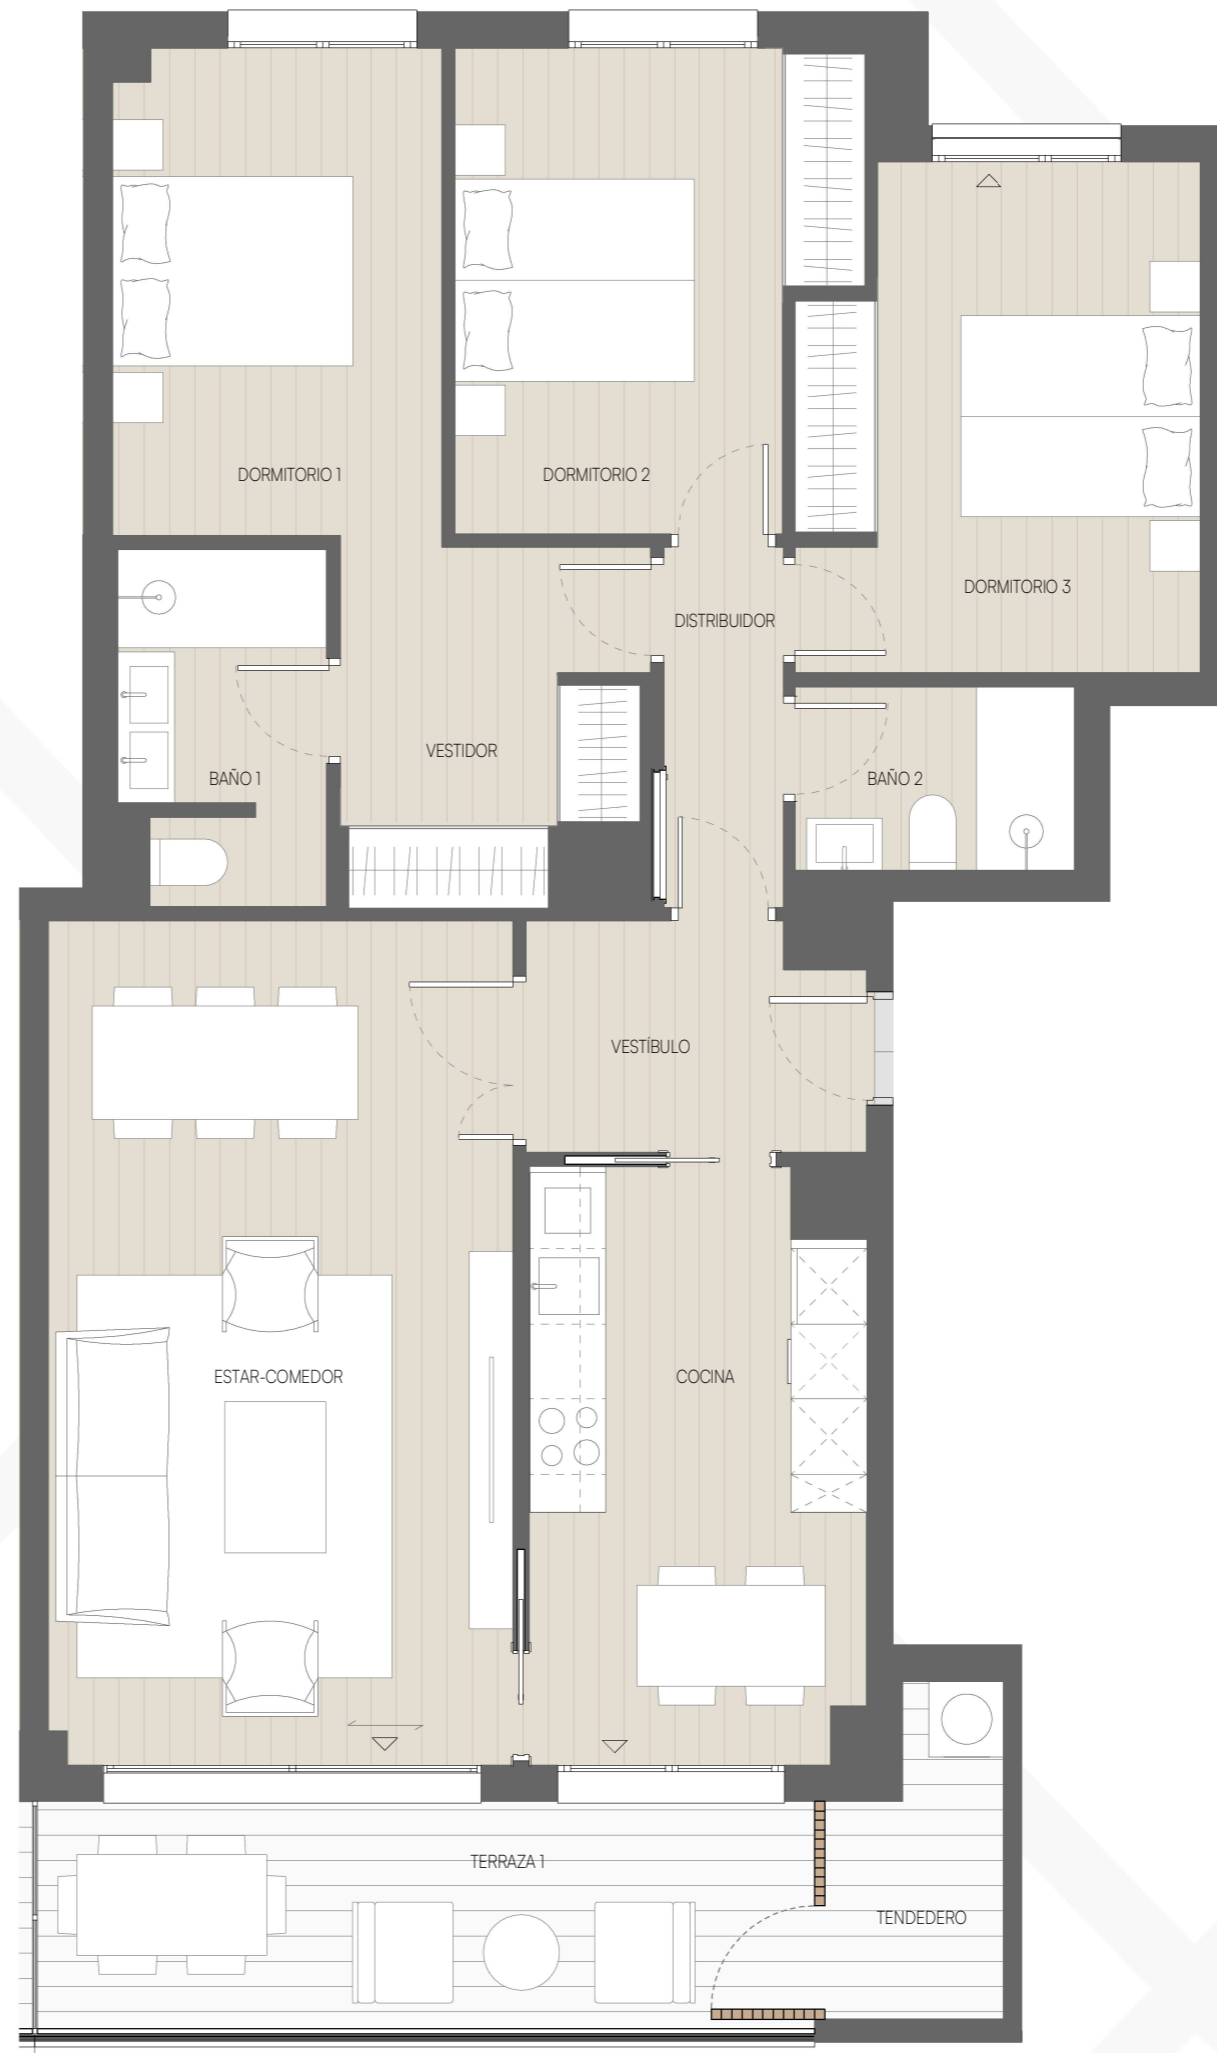 DORMITORIO 1
DORMITORIO 2
DORMITORIO 3
DISTRIBUIDOR
VESTIDOR
BAÑO 1
BAÑO 2
VESTÍBULO
ESTAR-COMEDOR
COCINA
TERRAZA 1
TENDEDERO